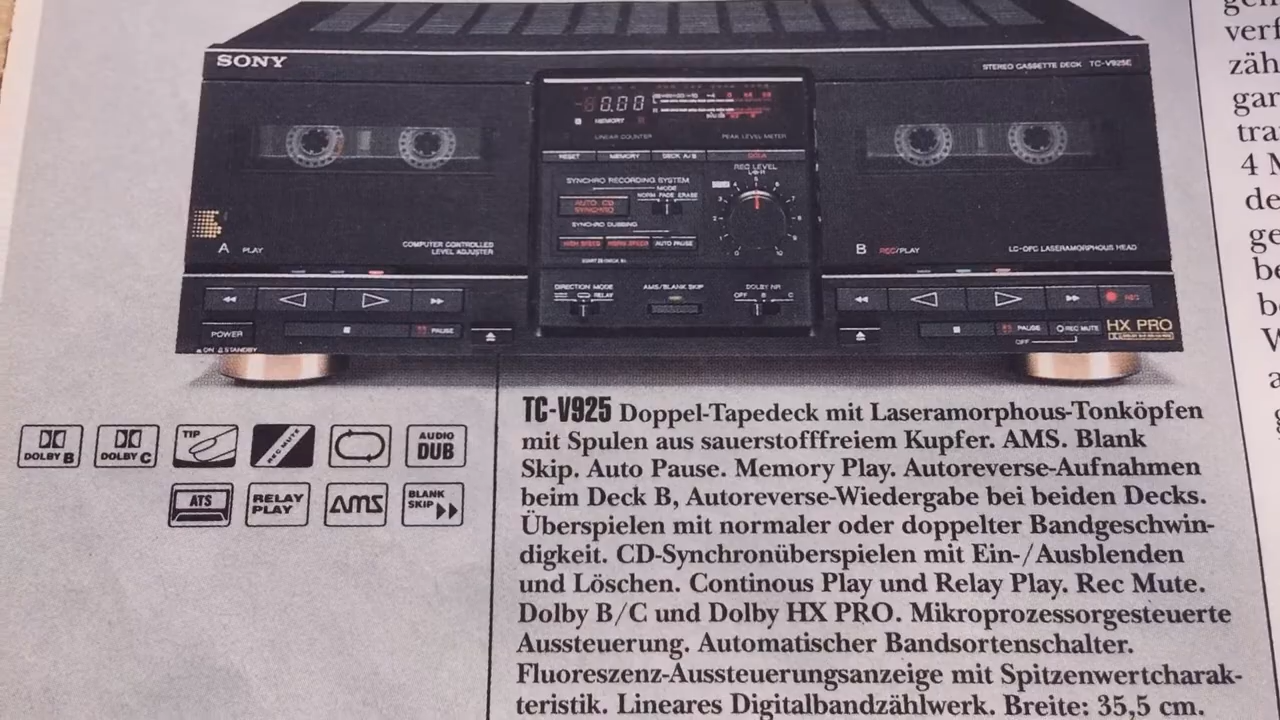 SONY
STEREO CASSETTE DECK TC-V925E
MEMORY
LINEAR COUNTER
PEAK LEVEL METER
RESET
MEMORY
DECK A/B
REC LEVEL
SYNCHRO RECORDING SYSTEM
MODE
NORM FADE ERASE
AUTO CD
SYNCHRO
SYNCHRO DUBBING
HIGH SPEED
NORM SPEED
AUTO PAUSE
A PLAY
COMPUTER CONTROLLED
LEVEL ADJUSTER
B REC/PLAY
LC-OFC LASERAMORPHOUS HEAD
DIRECTION MODE
RELAY
AMS/BLANK SKIP
DOLBY NR
OFF B C
REC
POWER
ON STANDBY
PAUSE
PAUSE
REC MUTE
OFF
HX PRO
DOLBY B
DOLBY C
TIP
REC MUTE
AUDIO
DUB
ATS
RELAY
PLAY
AMS
BLANK
SKIP
TC-V925 Doppel-Tapedeck mit Laseramorphous-Tonköpfen
mit Spulen aus sauerstofffreiem Kupfer. AMS. Blank
Skip. Auto Pause. Memory Play. Autoreverse-Aufnahmen
beim Deck B, Autoreverse-Wiedergabe bei beiden Decks.
Überspielen mit normaler oder doppelter Bandgeschwin-
digkeit. CD-Synchronüberspielen mit Ein-/Ausblenden
und Löschen. Continous Play und Relay Play. Rec Mute.
Dolby B/C und Dolby HX PRO. Mikroprozessorgesteuerte
Aussteuerung. Automatischer Bandsortenschalter.
Fluoreszenz-Aussteuerungsanzeige mit Spitzenwertcharak-
teristik. Lineares Digitalbandzählwerk. Breite: 35,5 cm.
verf
zäh
gar
tra
4 M
de
ge
be
b
W
a
g